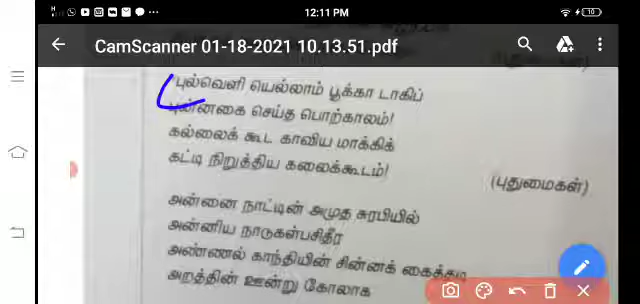 12:11 PM
CamScanner 01-18-2021 10.13.51.pdf
புல்வெளி யெல்லாம் பூக்கா டாகிப்
புன்னகை செய்த பொற்காலம்!
கல்லைக் கூட காவிய மாக்கிக்
கட்டி நிறுத்திய கலைக்கூடம்!
(புதுமைகள்)
அன்னை நாட்டின் அமுத சுரபியில்
அன்னிய நாடுகள்பசிதீர
அண்ணல் காந்தியின் சின்னக் கைத்தடி
அறத்தின் ஊன்று கோலாக